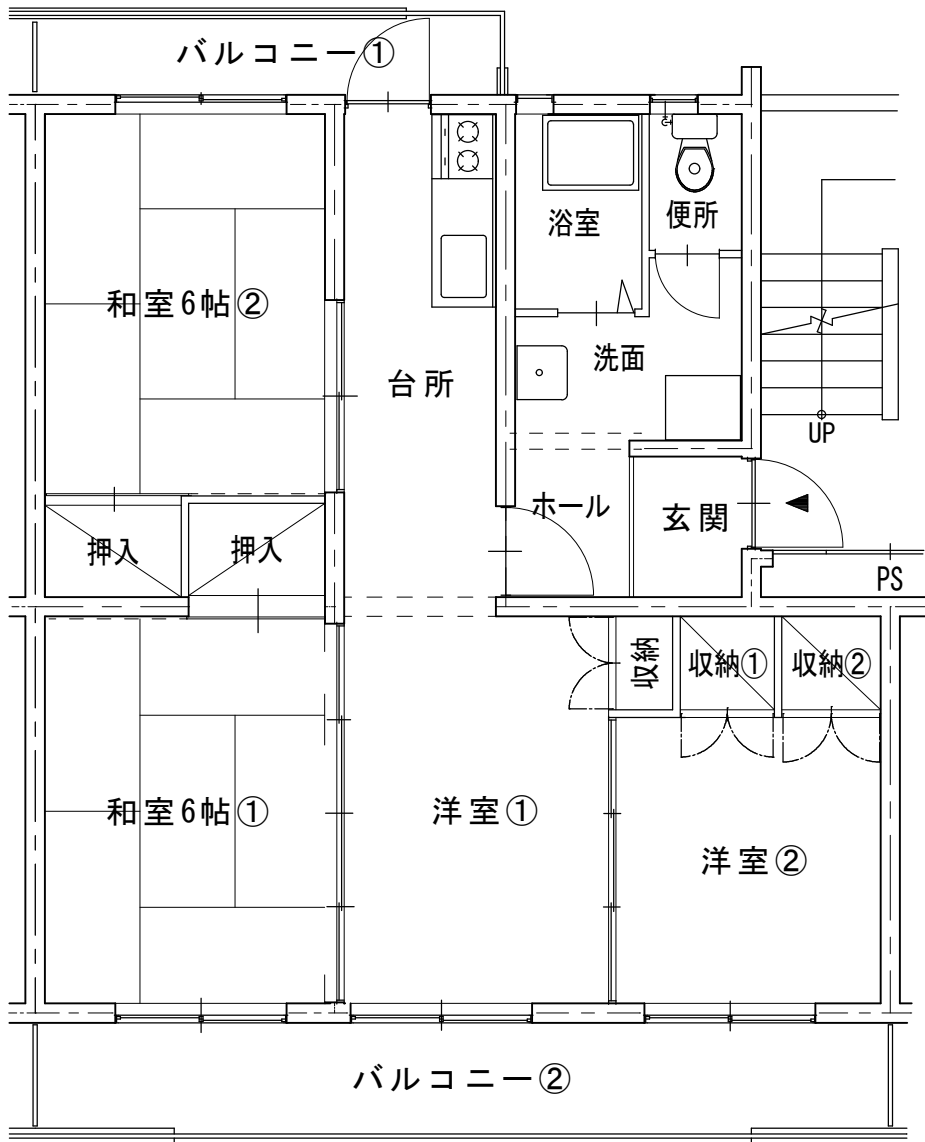 バルコニー①
浴室
便所
和室6帖②
台所
洗面
UP
ホール
玄関
押入
押入
PS
収納
収納①
収納②
和室6帖①
洋室①
洋室②
バルコニー②